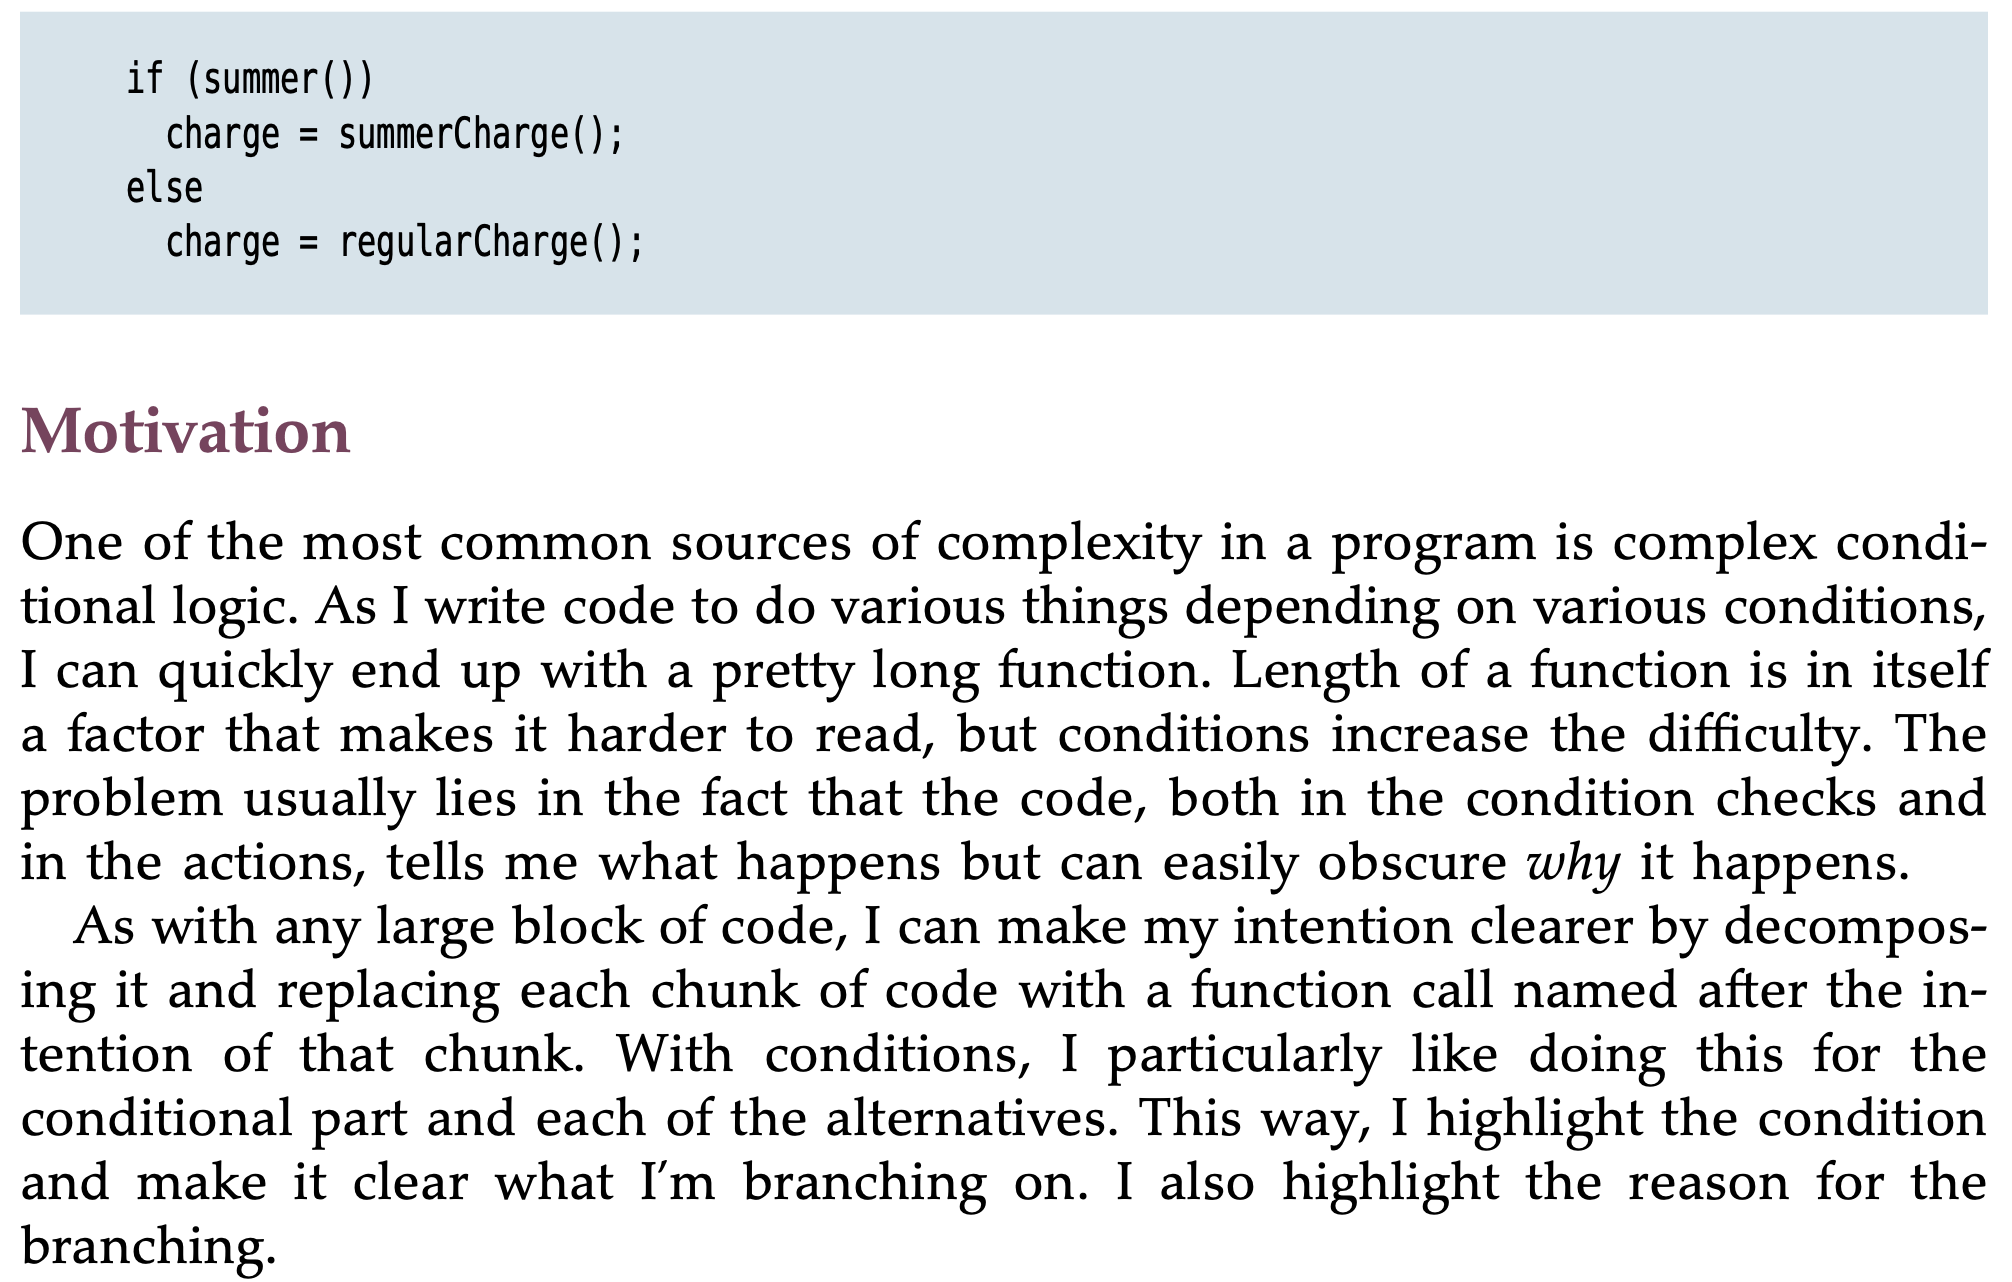 if (summer())
  charge = summerCharge();
else
  charge = regularCharge();
Motivation
One of the most common sources of complexity in a program is complex condi-
tional logic. As I write code to do various things depending on various conditions,
I can quickly end up with a pretty long function. Length of a function is in itself
a factor that makes it harder to read, but conditions increase the difficulty. The
problem usually lies in the fact that the code, both in the condition checks and
in the actions, tells me what happens but can easily obscure why it happens.
As with any large block of code, I can make my intention clearer by decompos-
ing it and replacing each chunk of code with a function call named after the in-
tention of that chunk. With conditions, I particularly like doing this for the
conditional part and each of the alternatives. This way, I highlight the condition
and make it clear what I’m branching on. I also highlight the reason for the
branching.